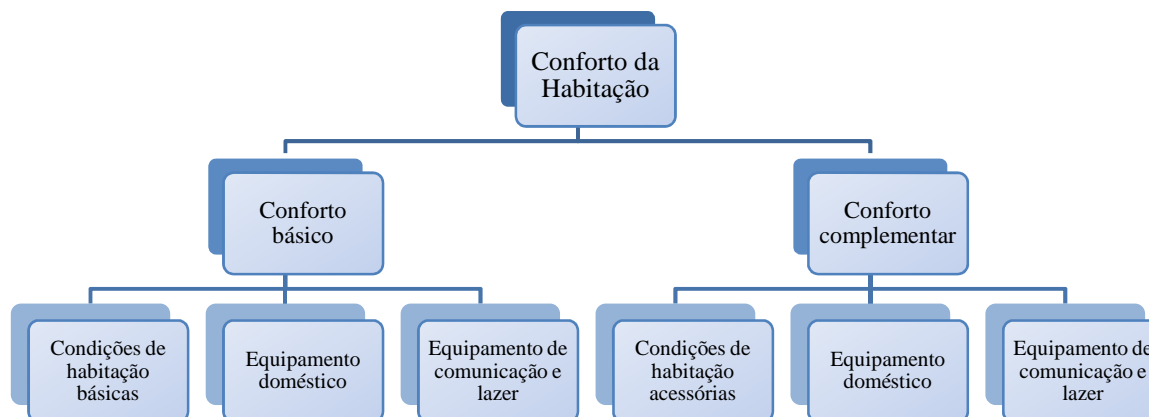 Conforto da
Habitação
Conforto
básico
Conforto
complementar
Condições de
habitação
básicas
Equipamento
doméstico
Equipamento de
comunicação e
lazer
Condições de
habitação
acessórias
Equipamento
doméstico
Equipamento de
comunicação e
lazer